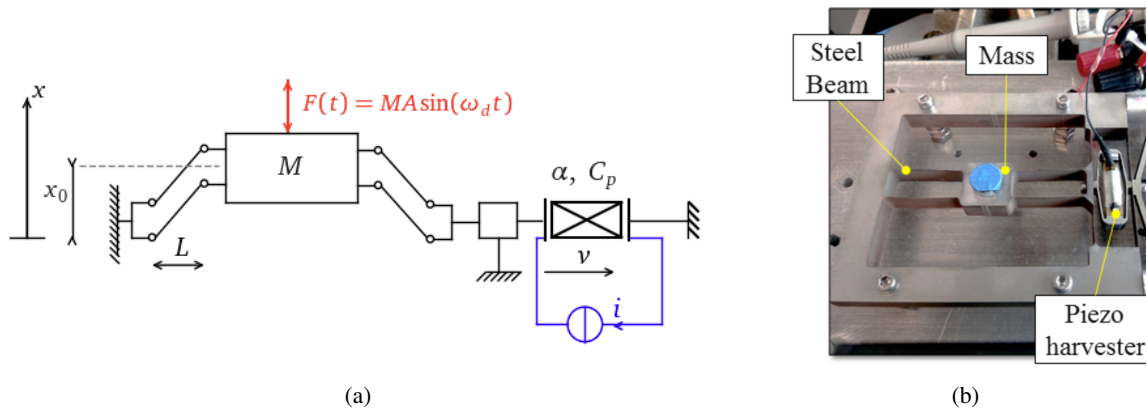 x
F(t) = MA sin(ω_d t)
M
x_0
L
α, C_p
v
i
(a)
Steel
Beam
Mass
Piezo
harvester
(b)